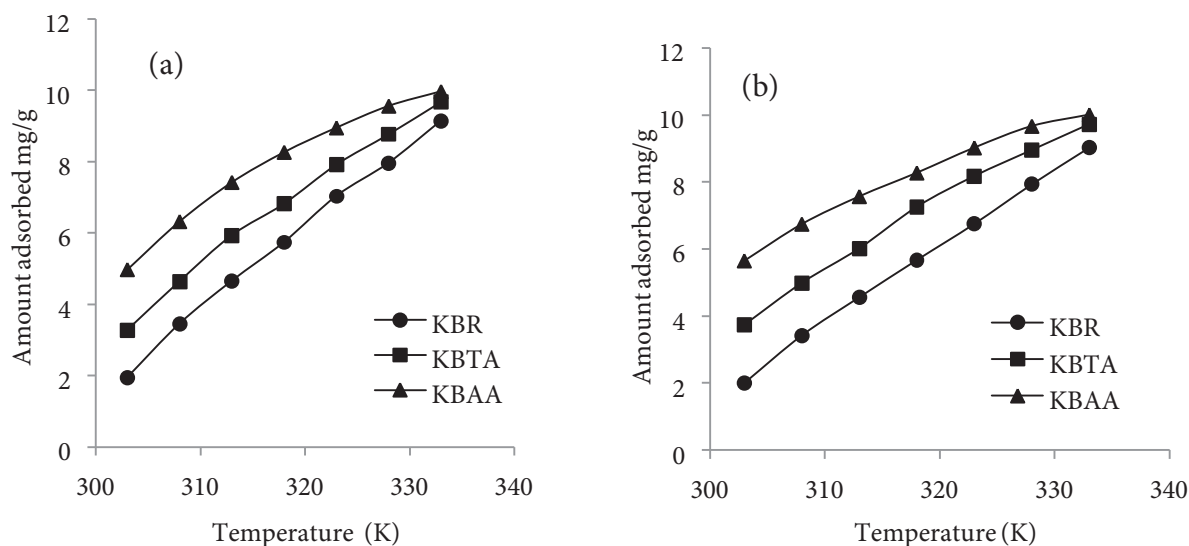 (a)
Amount adsorbed mg/g
12
10
8
6
4
2
0
KBR
KBTA
KBAA
300 310 320 330 340
Temperature (K)
(b)
Amount adsorbed mg/g
12
10
8
6
4
2
0
KBR
KBTA
KBAA
300 310 320 330 340
Temperature (K)